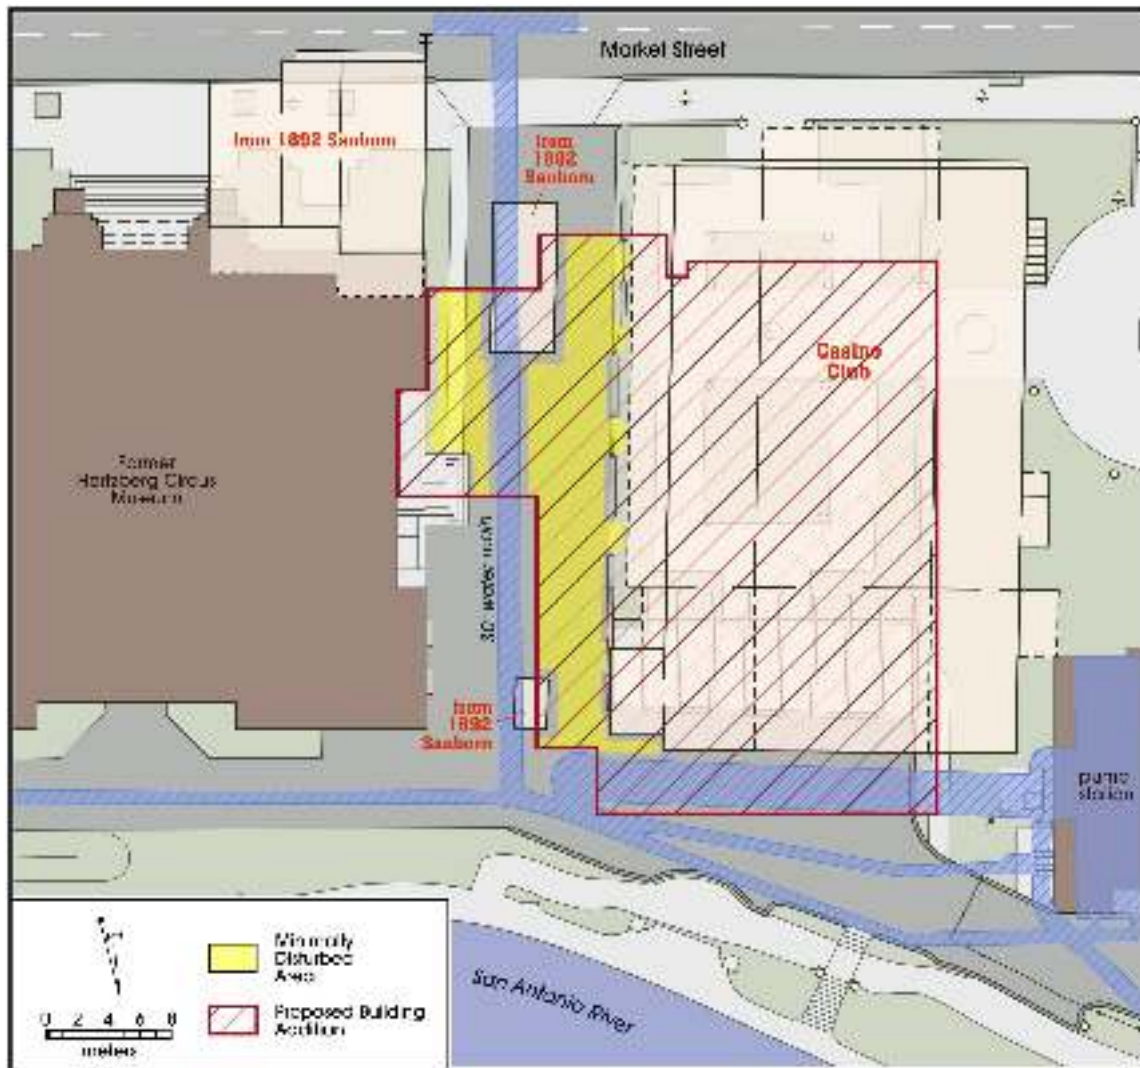 Market Street
from 1892 Sanborn
from
1892
Sanborn
Casino
Club
Former
Hertzberg Circus
Museum
30" water main
from
1892
Sanborn
pump
station
San Antonio River
Minimally
Disturbed
Area
Proposed Building
Addition
0 2 4 6 8
meters